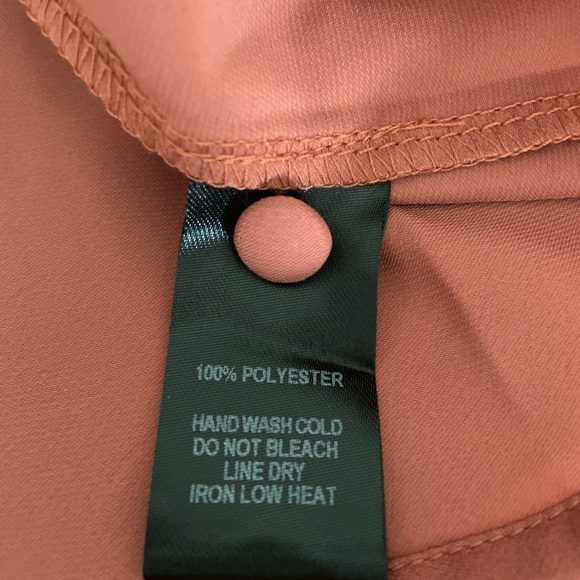 100% POLYESTER
HAND WASH COLD
DO NOT BLEACH
LINE DRY
IRON LOW HEAT